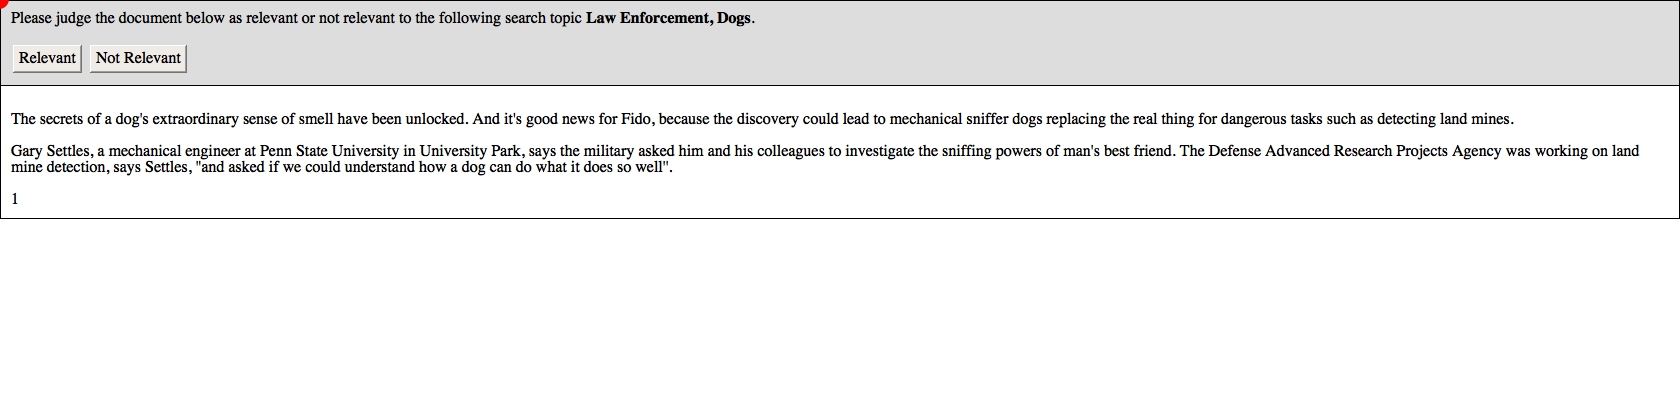 Please judge the document below as relevant or not relevant to the following search topic Law Enforcement, Dogs.
Relevant Not Relevant
The secrets of a dog's extraordinary sense of smell have been unlocked. And it's good news for Fido, because the discovery could lead to mechanical sniffer dogs replacing the real thing for dangerous tasks such as detecting land mines.
Gary Settles, a mechanical engineer at Penn State University in University Park, says the military asked him and his colleagues to investigate the sniffing powers of man's best friend. The Defense Advanced Research Projects Agency was working on land
mine detection, says Settles, "and asked if we could understand how a dog can do what it does so well".
1